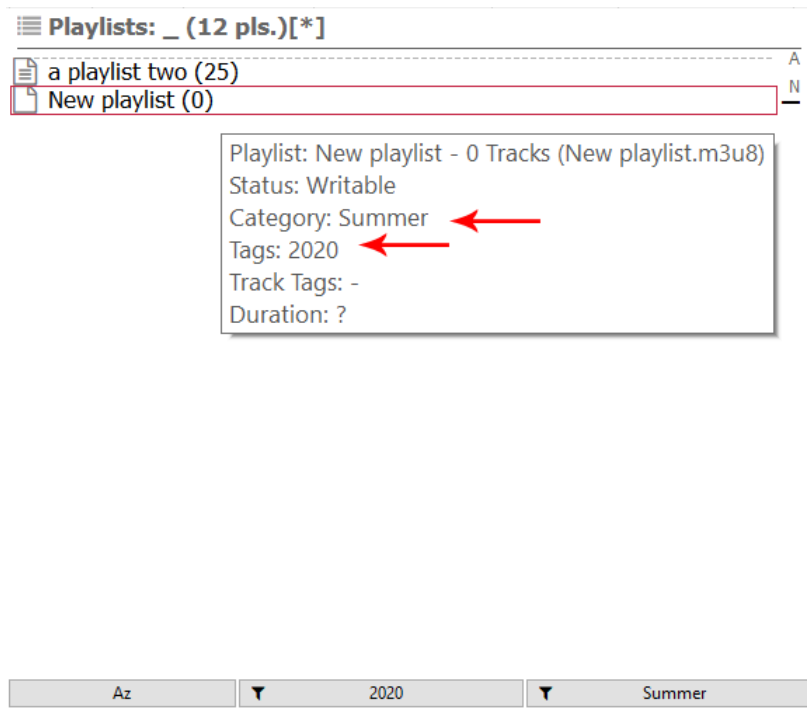 Playlists: _ (12 pls.)[*]
A
a playlist two (25)
N
New playlist (0)
Playlist: New playlist - 0 Tracks (New playlist.m3u8)
Status: Writable
Category: Summer
Tags: 2020
Track Tags: -
Duration: ?
Az 2020 Summer